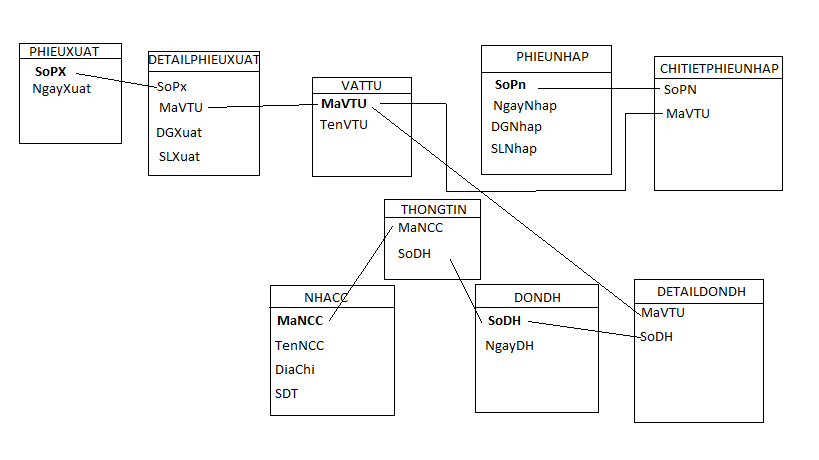 PHIEUXUAT
SoPX
NgayXuat
DETAILPHIEUXUAT
SoPx
MaVTU
DGXuat
SLXuat
VATTU
MaVTU
TenVTU
PHIEUNHAP
SoPn
NgayNhap
DGNhap
SLNhap
CHITIETPHIEUNHAP
SoPN
MaVTU
THONGTIN
MaNCC
SoDH
NHACC
MaNCC
TenNCC
DiaChi
SDT
DONDH
SoDH
NgayDH
DETAILDONDH
MaVTU
SoDH